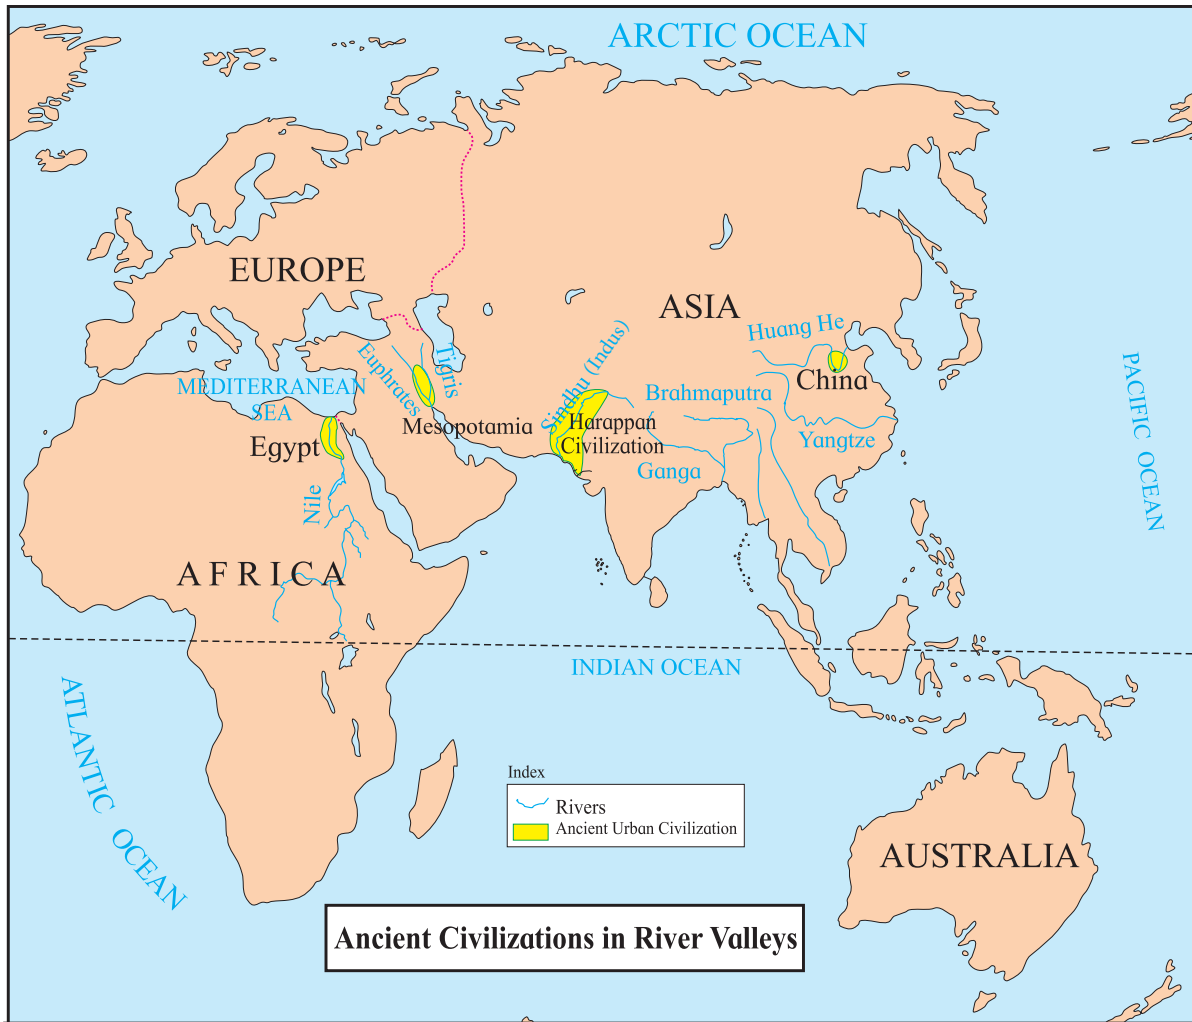 ARCTIC OCEAN
EUROPE
ASIA
Huang He
Sindhu (Indus)
Tigris
Euphrates
MEDITERRANEAN
SEA
China
Brahmaputra
PACIFIC OCEAN
Mesopotamia
Harappan
Civilization
Yangtze
Egypt
Ganga
Nile
AFRICA
INDIAN OCEAN
ATLANTIC OCEAN
Index
Rivers
Ancient Urban Civilization
AUSTRALIA
Ancient Civilizations in River Valleys